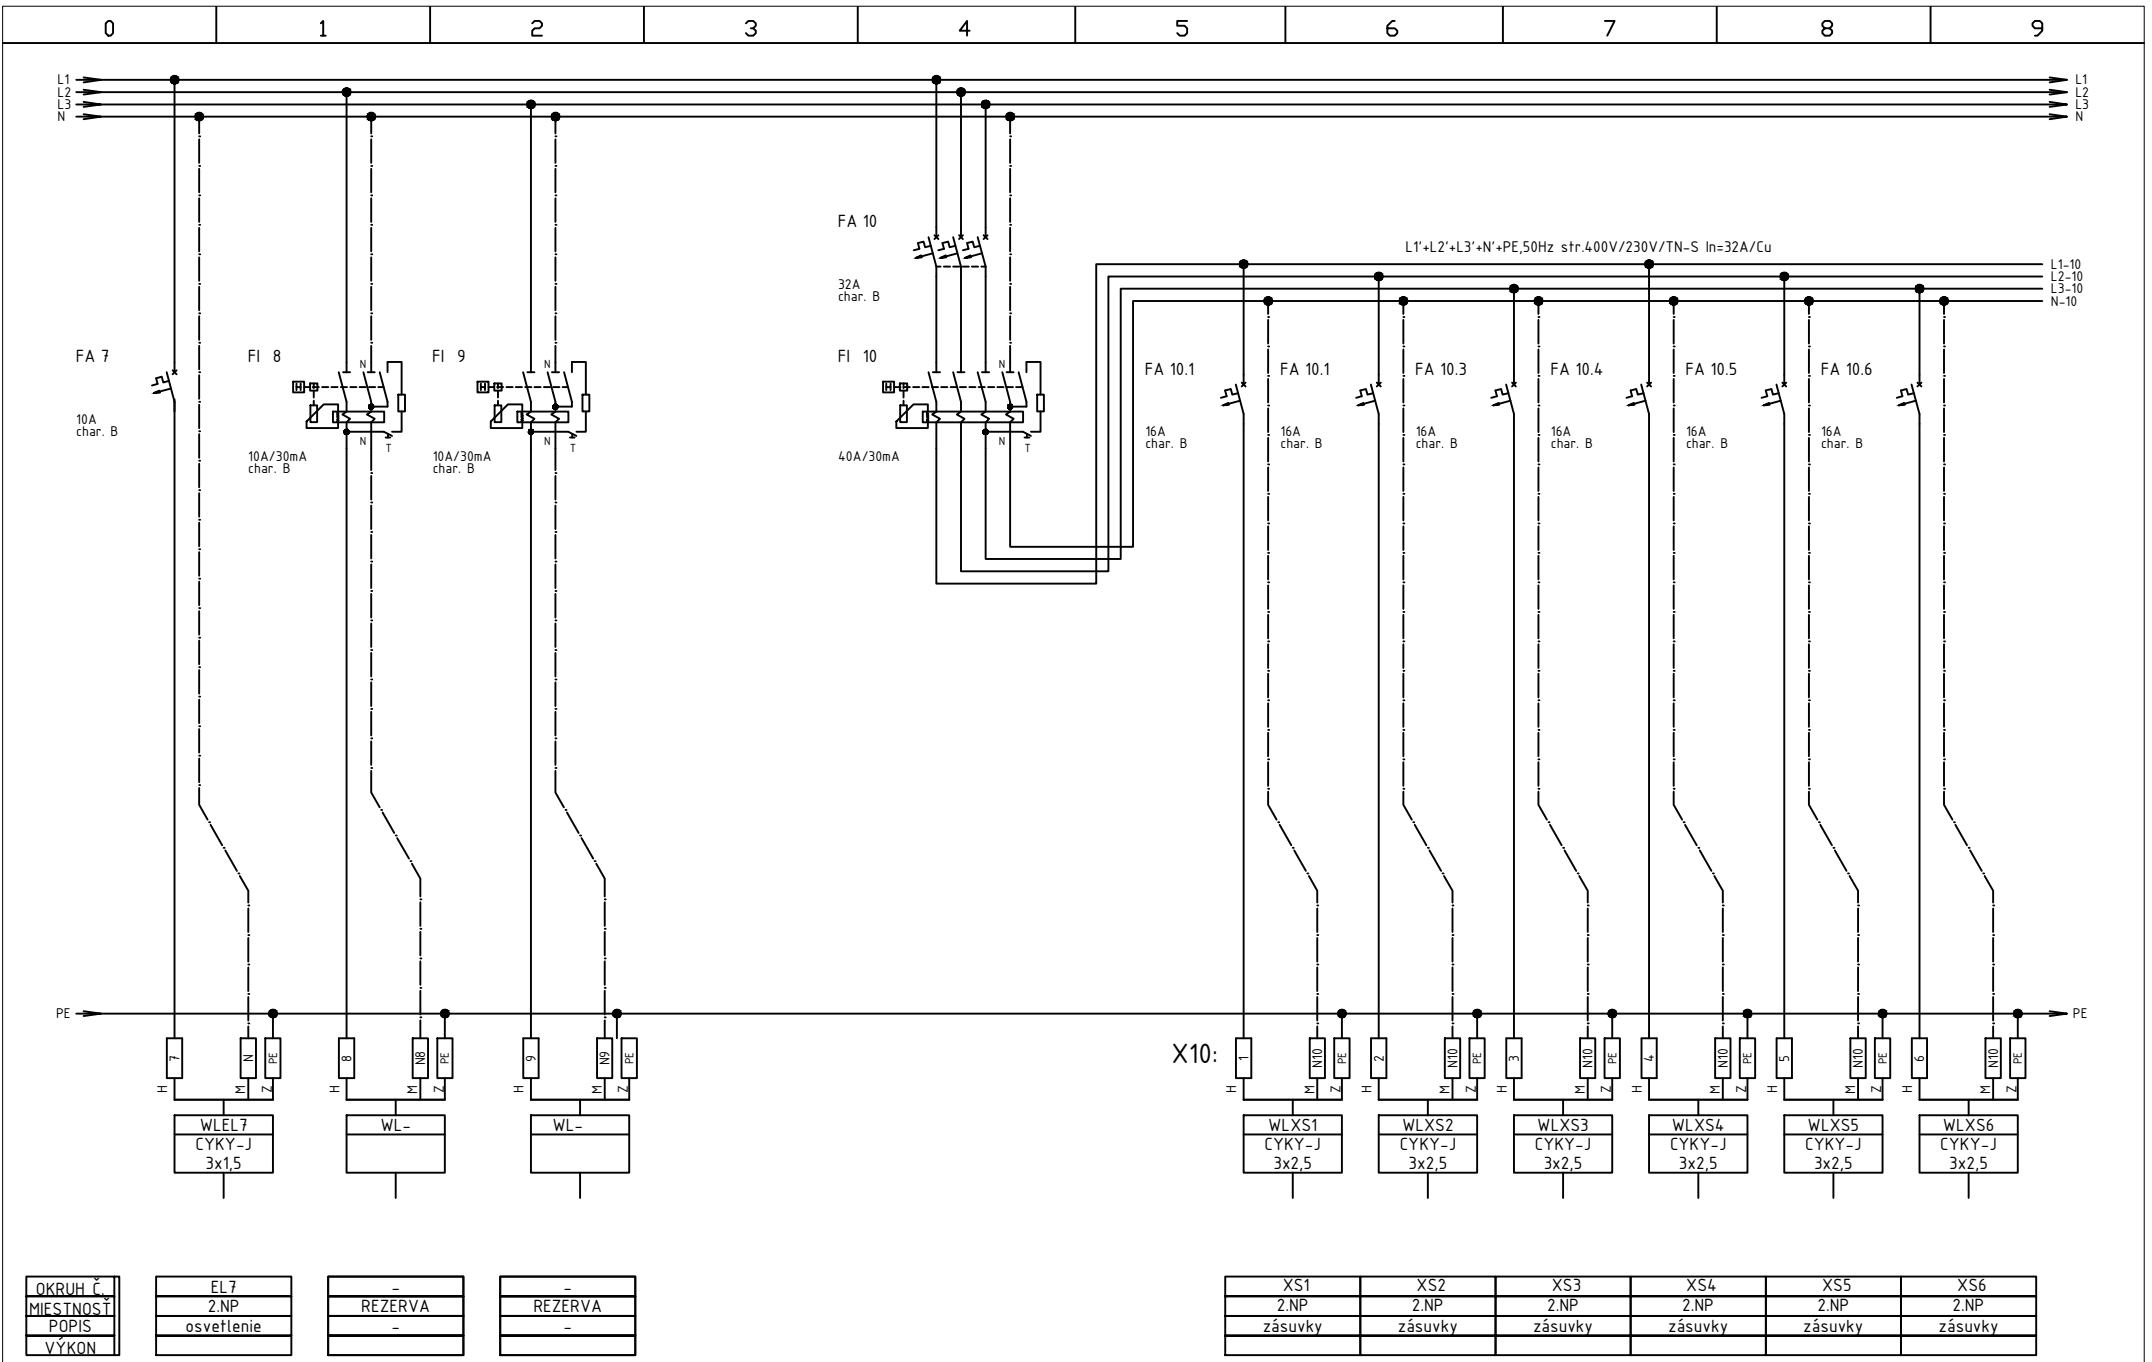 0 1 2 3 4 5 6 7 8 9
L1 L1
L2 L2
L3 L3
N N
FA 10
32A
char. B
L1'+L2'+L3'+N'+PE,50Hz str.400V/230V/TN-S In=32A/Cu
L1-10
L2-10
L3-10
N-10
FA 7
10A
char. B
FI 8
N
N
T
10A/30mA
char. B
FI 9
N
N
T
10A/30mA
char. B
FI 10
N
N
T
40A/30mA
FA 10.1
16A
char. B
FA 10.1
16A
char. B
FA 10.3
16A
char. B
FA 10.4
16A
char. B
FA 10.5
16A
char. B
FA 10.6
16A
char. B
PE PE
X10:
7 N PE 8 N8 PE 9 N9 PE 1 N10 PE 2 N10 PE 3 N10 PE 4 N10 PE 5 N10 PE 6 N10 PE
H M Z H M Z H M Z H M Z H M Z H M Z H M Z H M Z H M Z
WLEL7 WL- WL- WLXS1 WLXS2 WLXS3 WLXS4 WLXS5 WLXS6
CYKY-J CYKY-J CYKY-J CYKY-J CYKY-J CYKY-J CYKY-J
3x1,5 3x2,5 3x2,5 3x2,5 3x2,5 3x2,5 3x2,5
OKRUH Č. EL7 - - XS1 XS2 XS3 XS4 XS5 XS6
MIESTNOSŤ 2.NP REZERVA REZERVA 2.NP 2.NP 2.NP 2.NP 2.NP 2.NP
POPIS osvetlenie - - zásuvky zásuvky zásuvky zásuvky zásuvky zásuvky
VÝKON